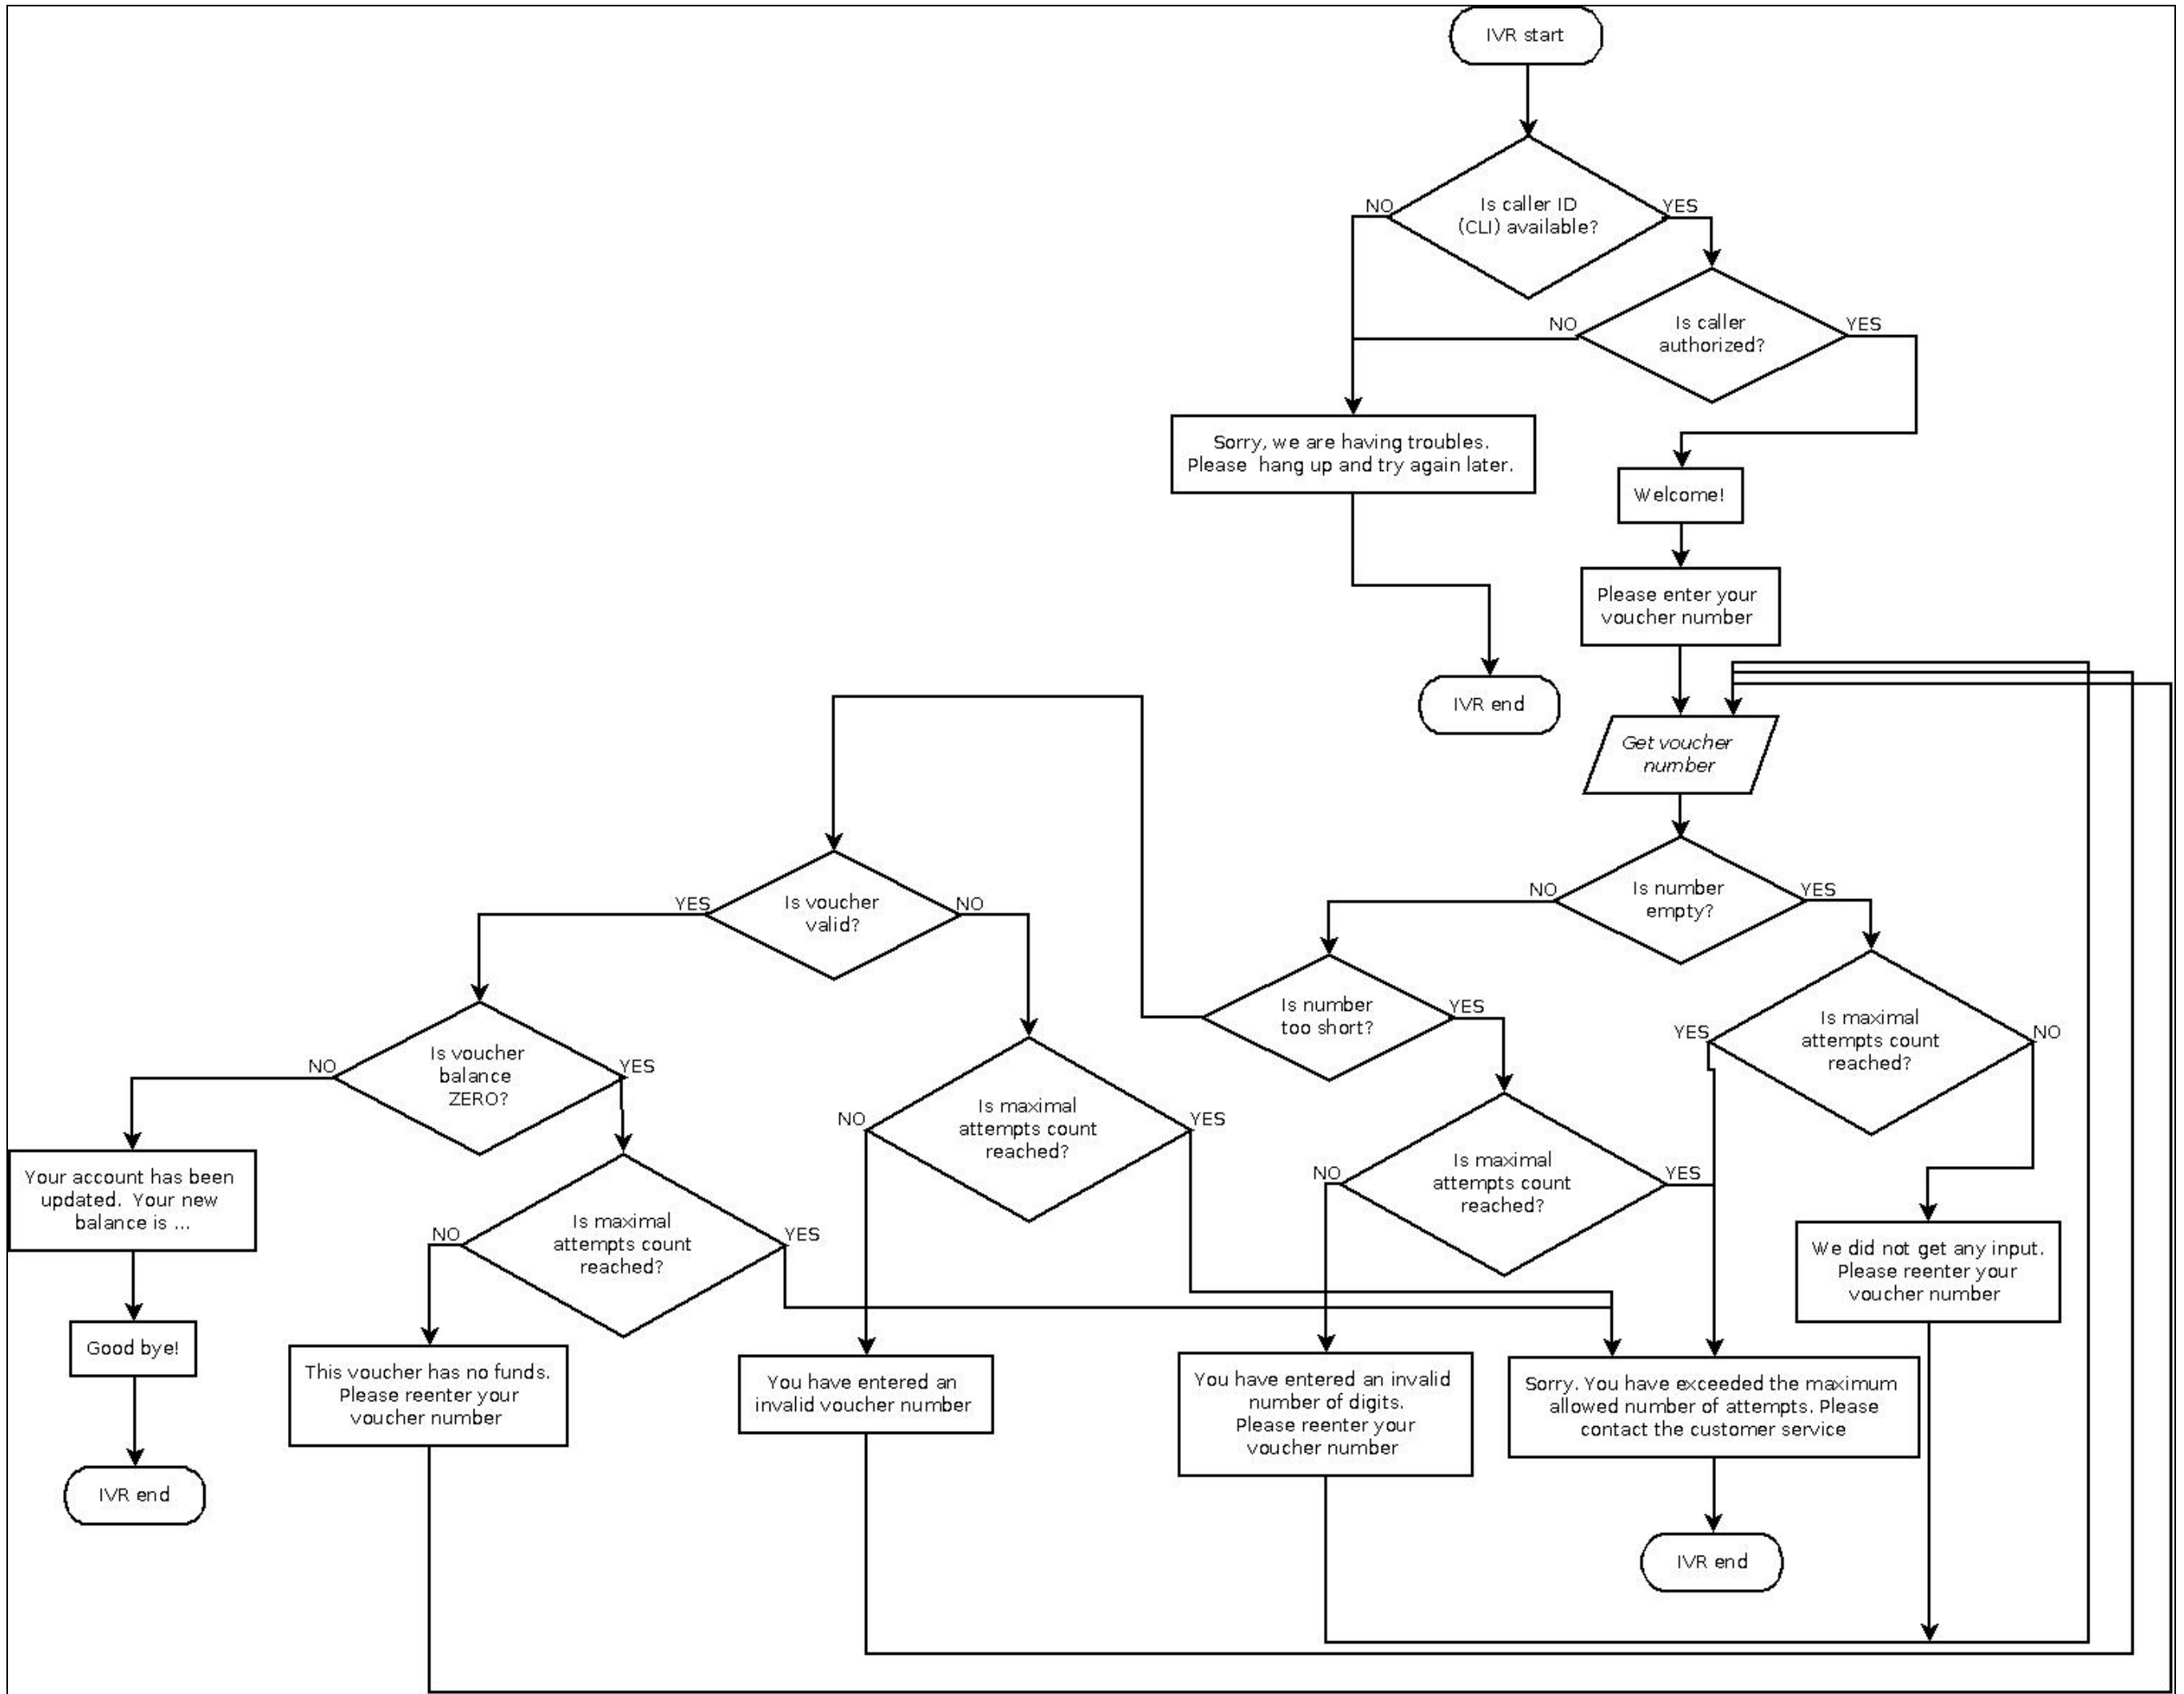 IVR start
Is caller ID
(CLI) available?
NO
YES
Is caller
authorized?
NO
YES
Sorry, we are having troubles.
Please  hang up and try again later.
Welcome!
Please enter your
voucher number
IVR end
Get voucher
number
Is number
empty?
NO
YES
Is voucher
valid?
YES
NO
Is number
too short?
YES
Is maximal
attempts count
reached?
YES
NO
Is voucher
balance
ZERO?
NO
YES
Is maximal
attempts count
reached?
NO
YES
Is maximal
attempts count
reached?
NO
YES
Your account has been
updated.  Your new
balance is ...
Is maximal
attempts count
reached?
NO
YES
We did not get any input.
Please reenter your
voucher number
Good bye!
This voucher has no funds.
Please reenter your
voucher number
You have entered an
invalid voucher number
You have entered an invalid
number of digits.
Please reenter your
voucher number
Sorry. You have exceeded the maximum
allowed number of attempts. Please
contact the customer service
IVR end
IVR end